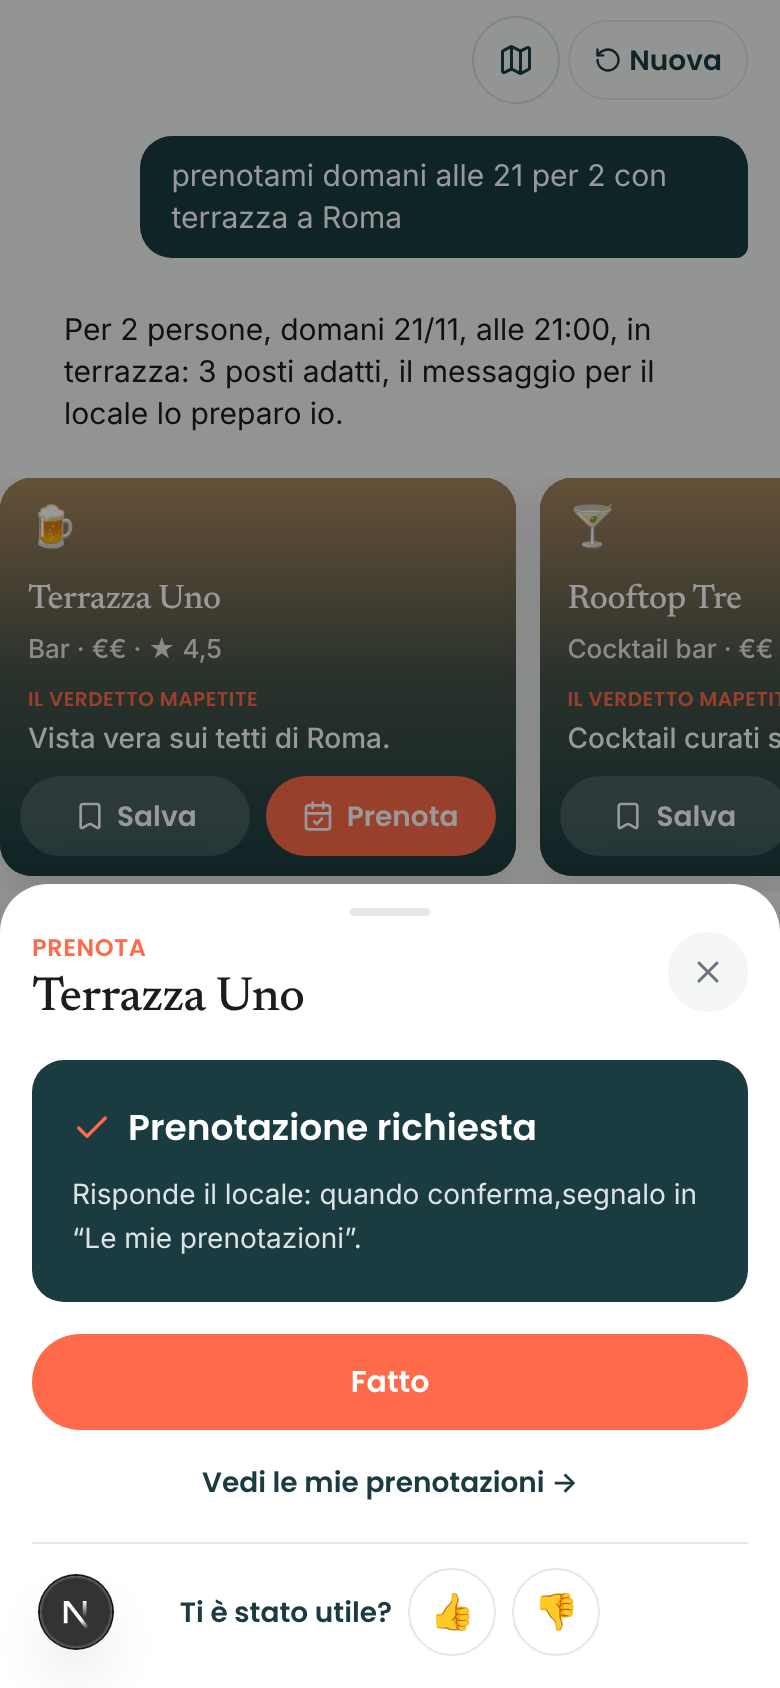 Nuova
prenotami domani alle 21 per 2 con
terrazza a Roma
Per 2 persone, domani 21/11, alle 21:00, in
terrazza: 3 posti adatti, il messaggio per il
locale lo preparo io.
Terrazza Uno
Bar · €€ · ★ 4,5
IL VERDETTO MAPETITE
Vista vera sui tetti di Roma.
Salva
Prenota
Rooftop Tre
Cocktail bar · €€
IL VERDETTO MAPETIT
Cocktail curati s
Salva
PRENOTA
Terrazza Uno
Prenotazione richiesta
Risponde il locale: quando conferma,segnalo in
“Le mie prenotazioni”.
Fatto
Vedi le mie prenotazioni →
N
Ti è stato utile?